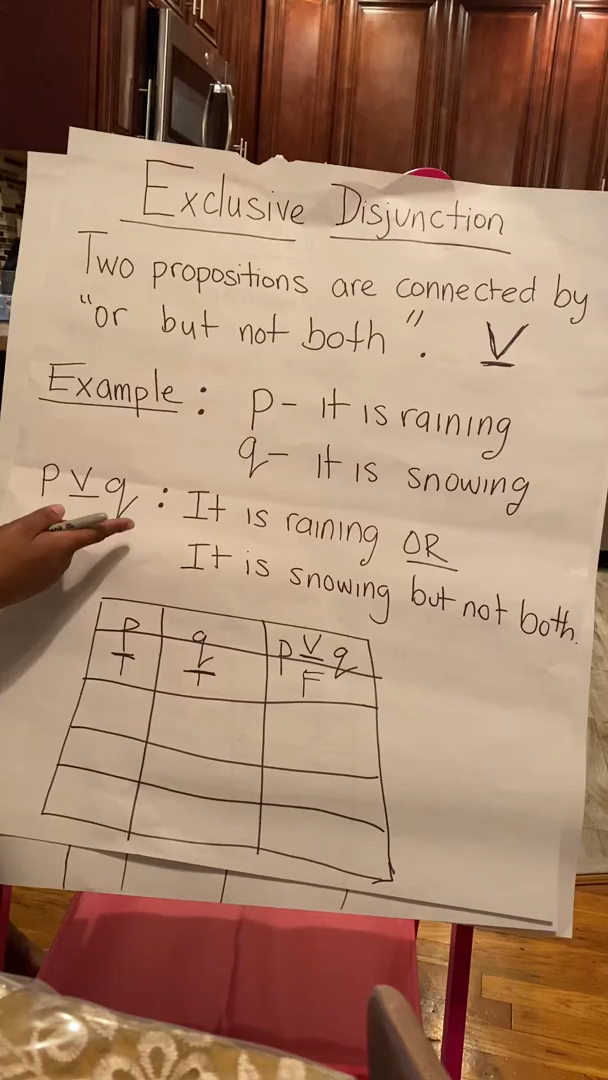 Exclusive Disjunction
Two propositions are connected by
"or but not both". ⊻
Example: p- It is raining
q- It is snowing
p ⊻ q : It is raining OR
It is snowing but not both.
p q p ⊻ q
T T F